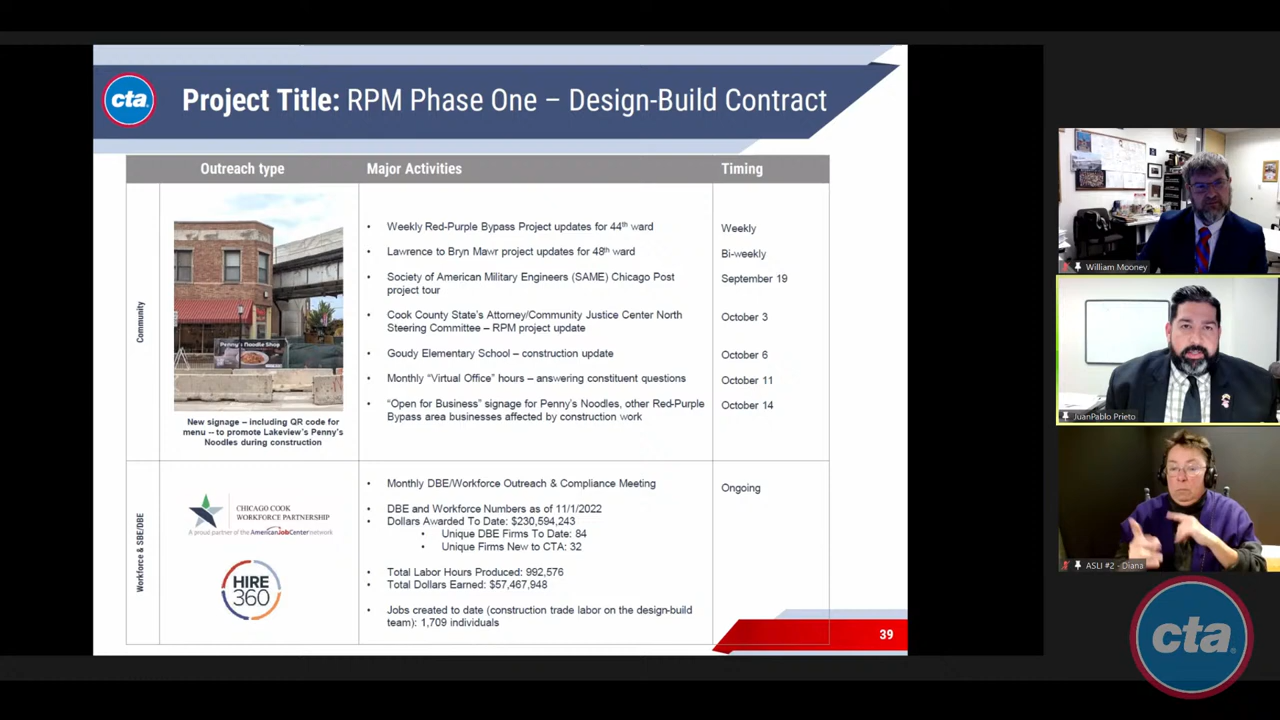 cta
Project Title: RPM Phase One – Design-Build Contract
Outreach type
Major Activities
Timing
Community
Penny's Noodle Shop
New signage – including QR code for
menu -- to promote Lakeview's Penny's
Noodles during construction
• Weekly Red-Purple Bypass Project updates for 44th ward
Weekly
• Lawrence to Bryn Mawr project updates for 48th ward
Bi-weekly
• Society of American Military Engineers (SAME) Chicago Post
project tour
September 19
• Cook County State's Attorney/Community Justice Center North
Steering Committee – RPM project update
October 3
• Goudy Elementary School – construction update
October 6
• Monthly “Virtual Office” hours – answering constituent questions
October 11
• “Open for Business” signage for Penny's Noodles, other Red-Purple
Bypass area businesses affected by construction work
October 14
Workforce & SBE/DBE
CHICAGO COOK
WORKFORCE PARTNERSHIP
A proud partner of the AmericanJobCenter network
HIRE
360
• Monthly DBE/Workforce Outreach & Compliance Meeting
Ongoing
• DBE and Workforce Numbers as of 11/1/2022
• Dollars Awarded To Date: $230,594,243
• Unique DBE Firms To Date: 84
• Unique Firms New to CTA: 32
• Total Labor Hours Produced: 992,576
• Total Dollars Earned: $57,467,948
• Jobs created to date (construction trade labor on the design-build
team): 1,709 individuals
39
William Mooney
JuanPablo Prieto
ASLI #2 - Diana
cta